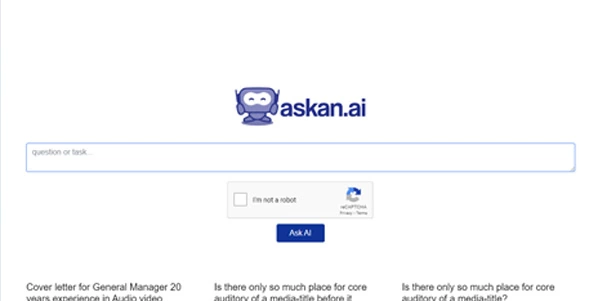 askan.ai
question or task...
I'm not a robot
reCAPTCHA
Privacy - Terms
Ask AI
Cover letter for General Manager 20
years experience in Audio video
Is there only so much place for core
auditory of a media-title before it
Is there only so much place for core
auditory of a media-title?